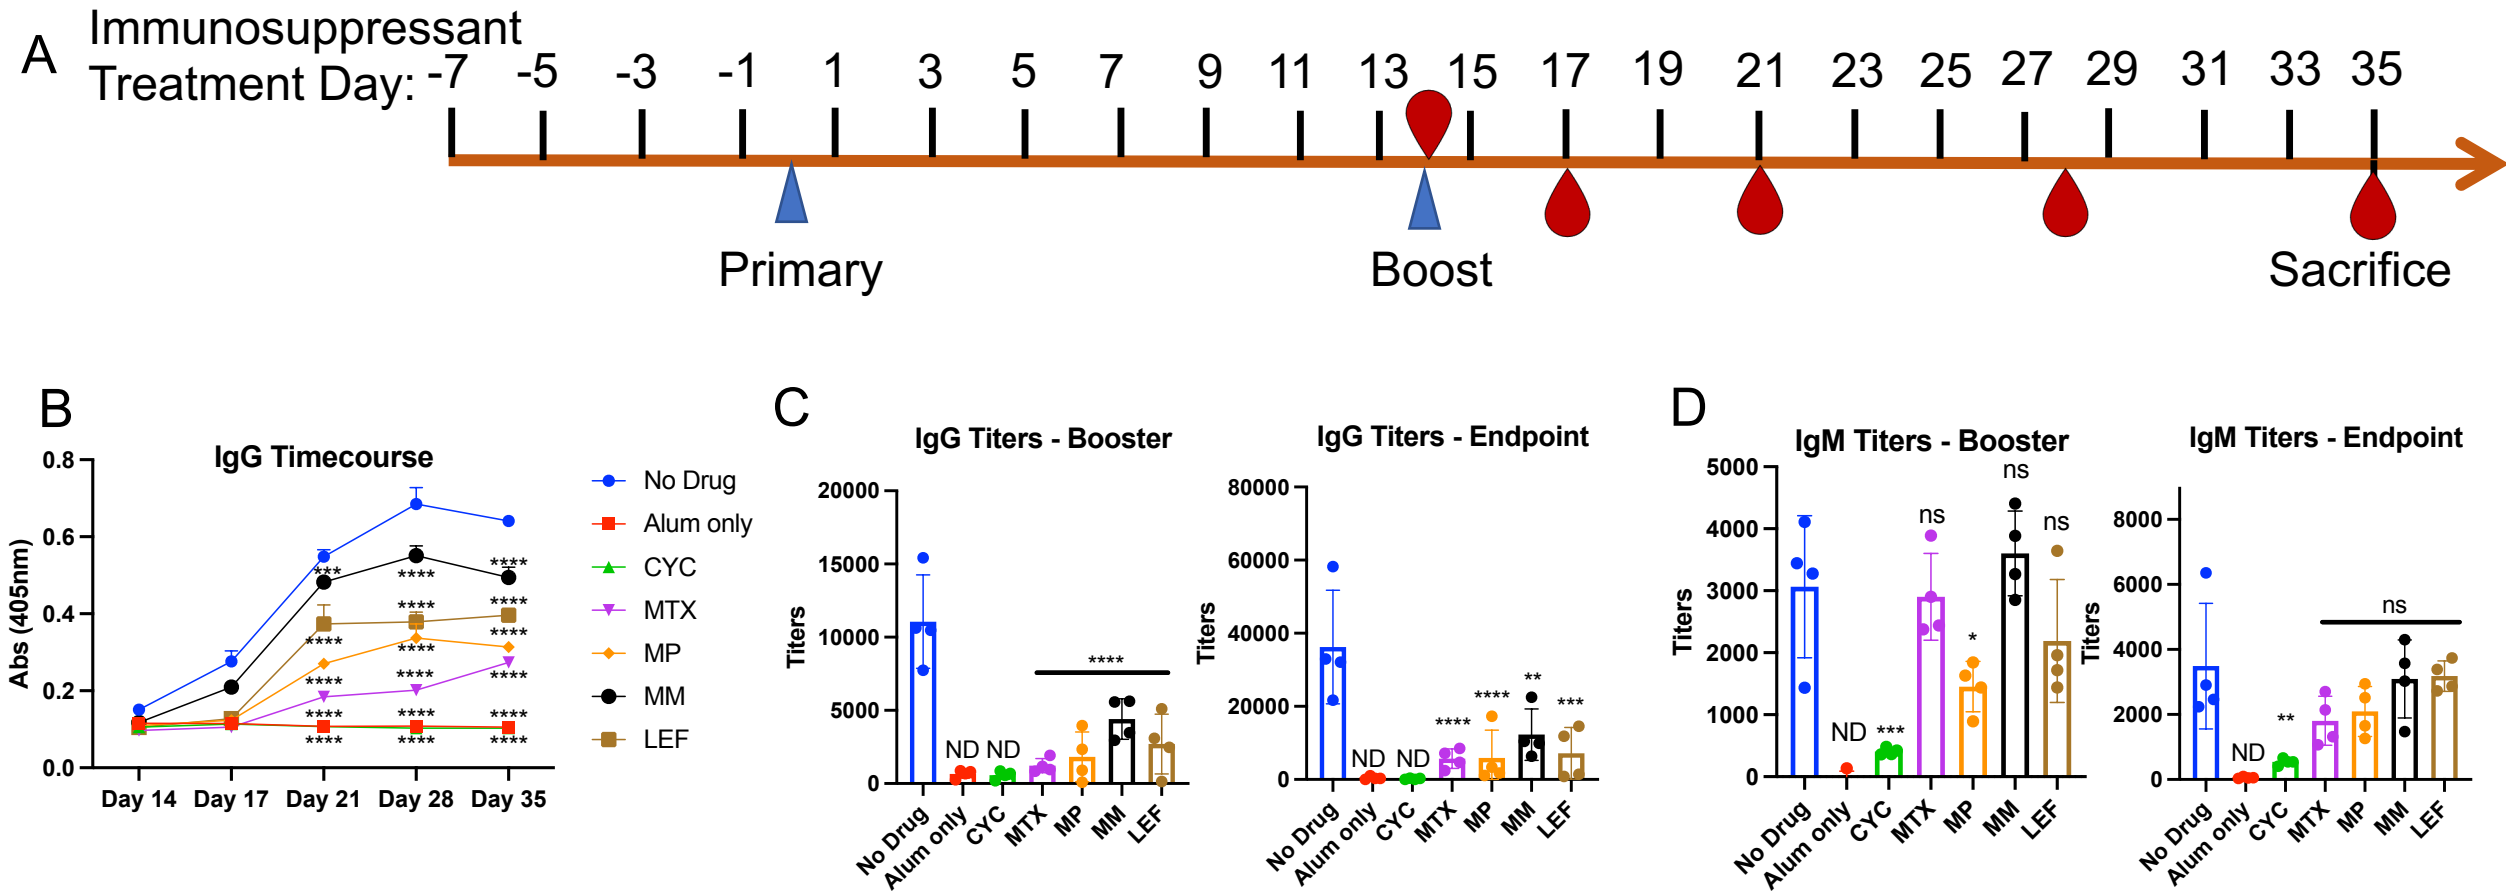 A
Immunosuppressant
Treatment Day: -7 -5 -3 -1 1 3 5 7 9 11 13 15 17 19 21 23 25 27 29 31 33 35
Primary
Boost
Sacrifice
B
IgG Timecourse
Abs (405nm)
0.8
0.6
0.4
0.2
0.0
*** **** ****
**** ****
**** **** ****
**** **** ****
**** **** ****
**** **** ****
Day 14 Day 17 Day 21 Day 28 Day 35
No Drug
Alum only
CYC
MTX
MP
MM
LEF
C
IgG Titers - Booster
Titers
20000
15000
10000
5000
0
ND ND ****
No Drug Alum only CYC MTX MP MM LEF
IgG Titers - Endpoint
Titers
80000
60000
40000
20000
0
ND ND **** **** ** ***
No Drug Alum only CYC MTX MP MM LEF
D
IgM Titers - Booster
Titers
5000
4000
3000
2000
1000
0
ND *** ns * ns ns
No Drug Alum only CYC MTX MP MM LEF
IgM Titers - Endpoint
Titers
8000
6000
4000
2000
0
ND ** ns
No Drug Alum only CYC MTX MP MM LEF